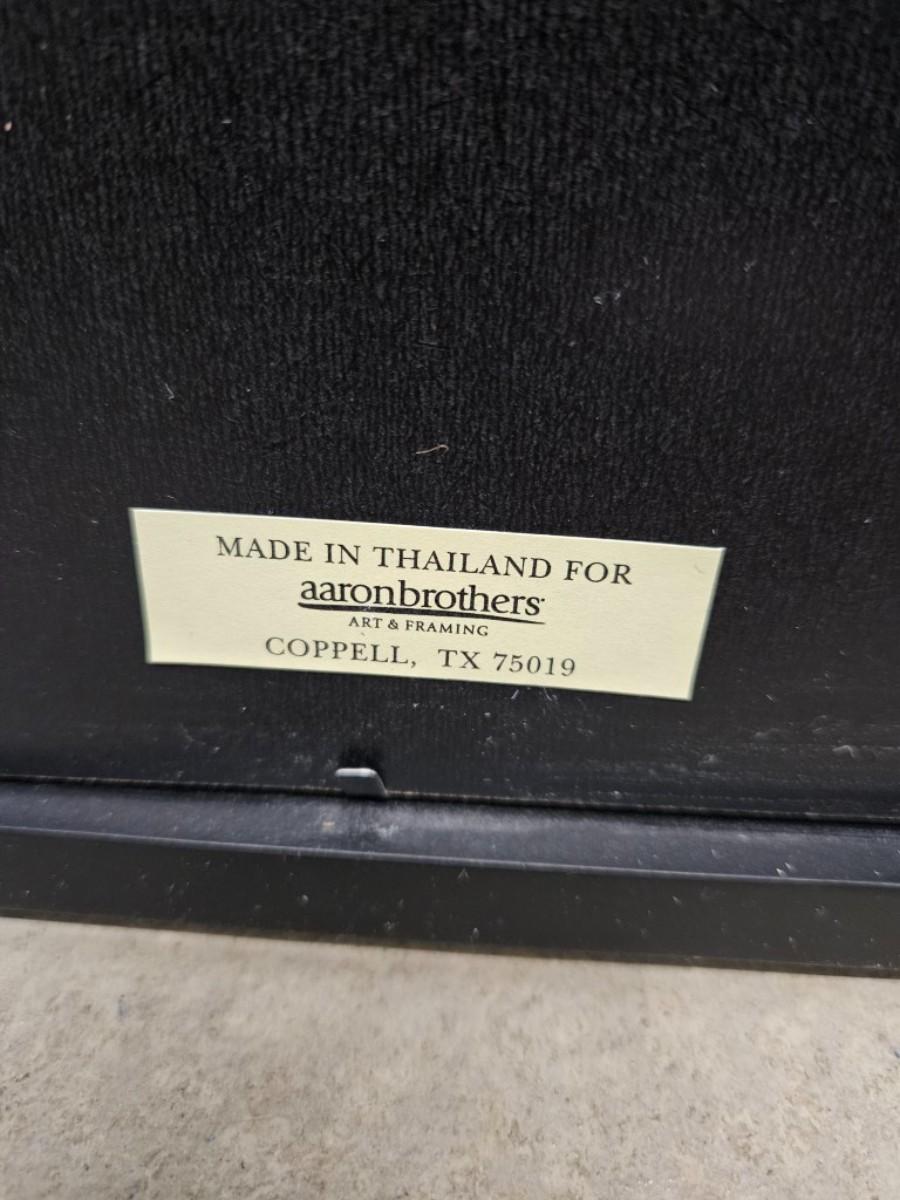 MADE IN THAILAND FOR
aaronbrothers
ART & FRAMING
COPPELL, TX 75019